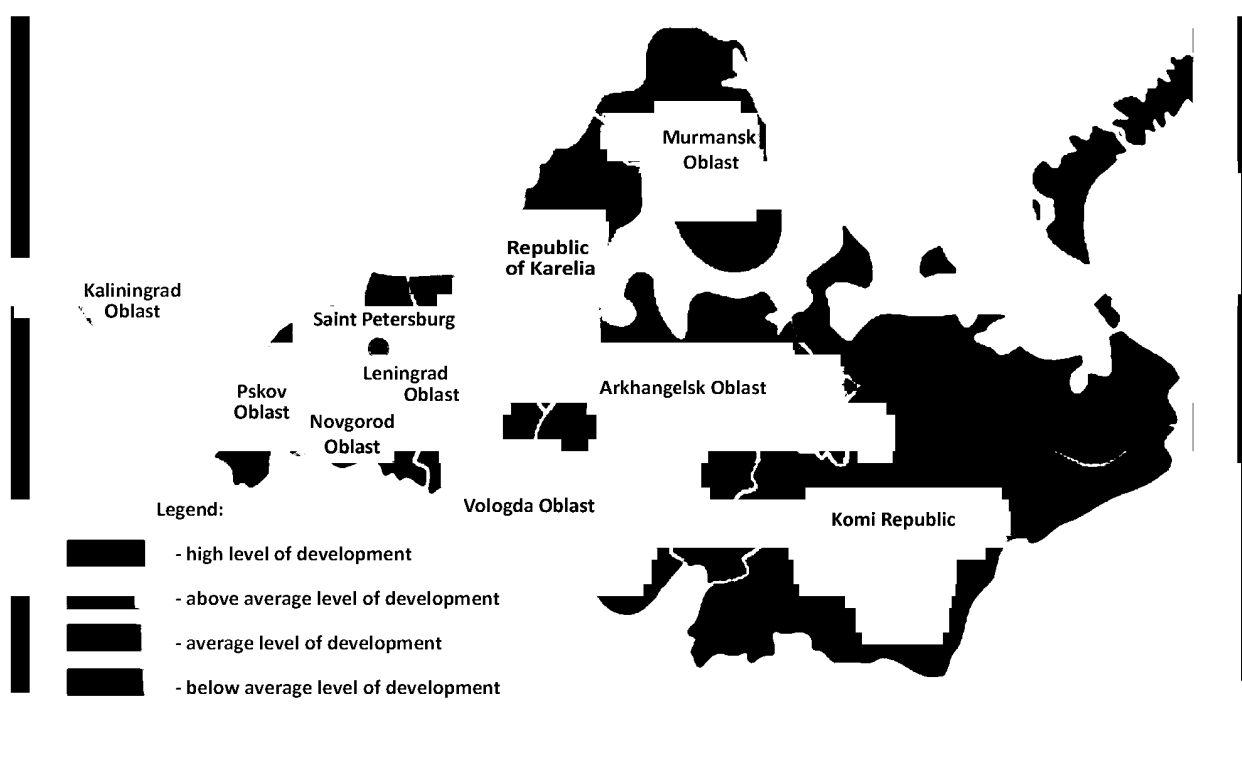 Murmansk
Oblast
Republic
of Karelia
Kaliningrad
Oblast
Saint Petersburg
Leningrad
Oblast
Arkhangelsk Oblast
Pskov
Oblast
Novgorod
Oblast
Vologda Oblast
Komi Republic
Legend:
- high level of development
- above average level of development
- average level of development
- below average level of development